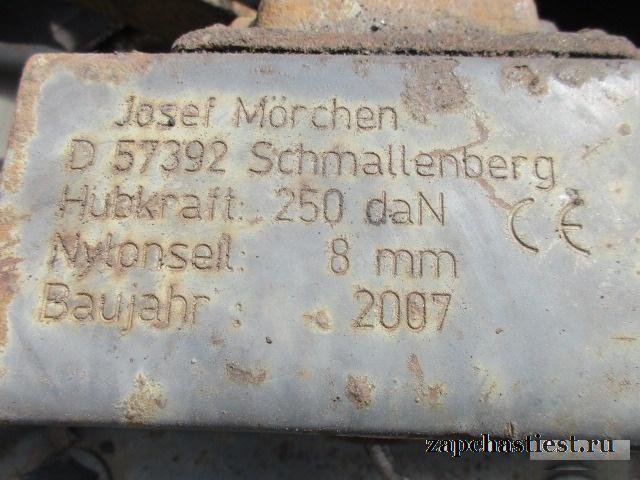 Josef Mörchen
D 57392 Schmallenberg
Hubkraft: 250 daN CE
Nylonseil: 8 mm
Baujahr : 2007
zapchastiest.ru